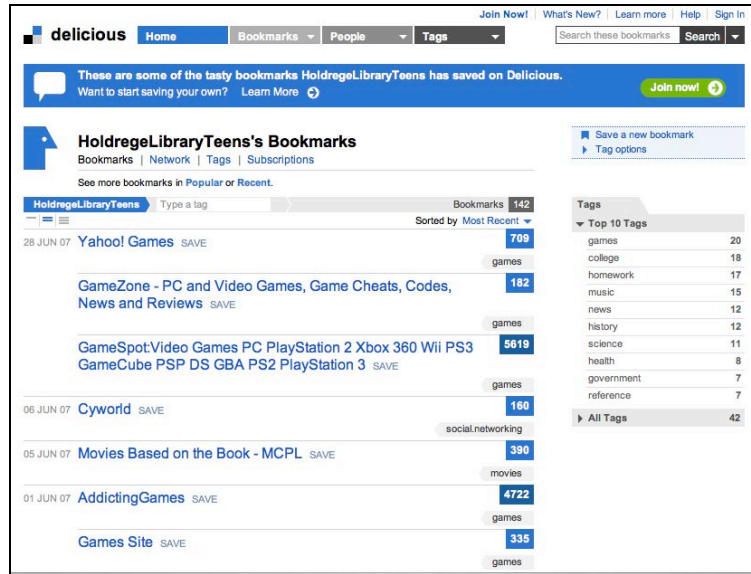 Join Now! What's New? Learn more Help Sign In
delicious Home Bookmarks People Tags Search these bookmarks Search
These are some of the tasty bookmarks HoldregeLibraryTeens has saved on Delicious.
Want to start saving your own? Learn More
Join now!
HoldregeLibraryTeens's Bookmarks
Bookmarks | Network | Tags | Subscriptions
See more bookmarks in Popular or Recent.
Save a new bookmark
Tag options
HoldregeLibraryTeens Type a tag Bookmarks 142
Sorted by Most Recent
28 JUN 07 Yahoo! Games SAVE 709
games
GameZone - PC and Video Games, Game Cheats, Codes, 182
News and Reviews SAVE
games
GameSpot:Video Games PC PlayStation 2 Xbox 360 Wii PS3 5619
GameCube PSP DS GBA PS2 PlayStation 3 SAVE
games
06 JUN 07 Cyworld SAVE 160
social.networking
05 JUN 07 Movies Based on the Book - MCPL SAVE 390
movies
01 JUN 07 AddictingGames SAVE 4722
games
Games Site SAVE 335
games
Tags
Top 10 Tags
games 20
college 18
homework 17
music 15
news 12
history 12
science 11
health 8
government 7
reference 7
All Tags 42